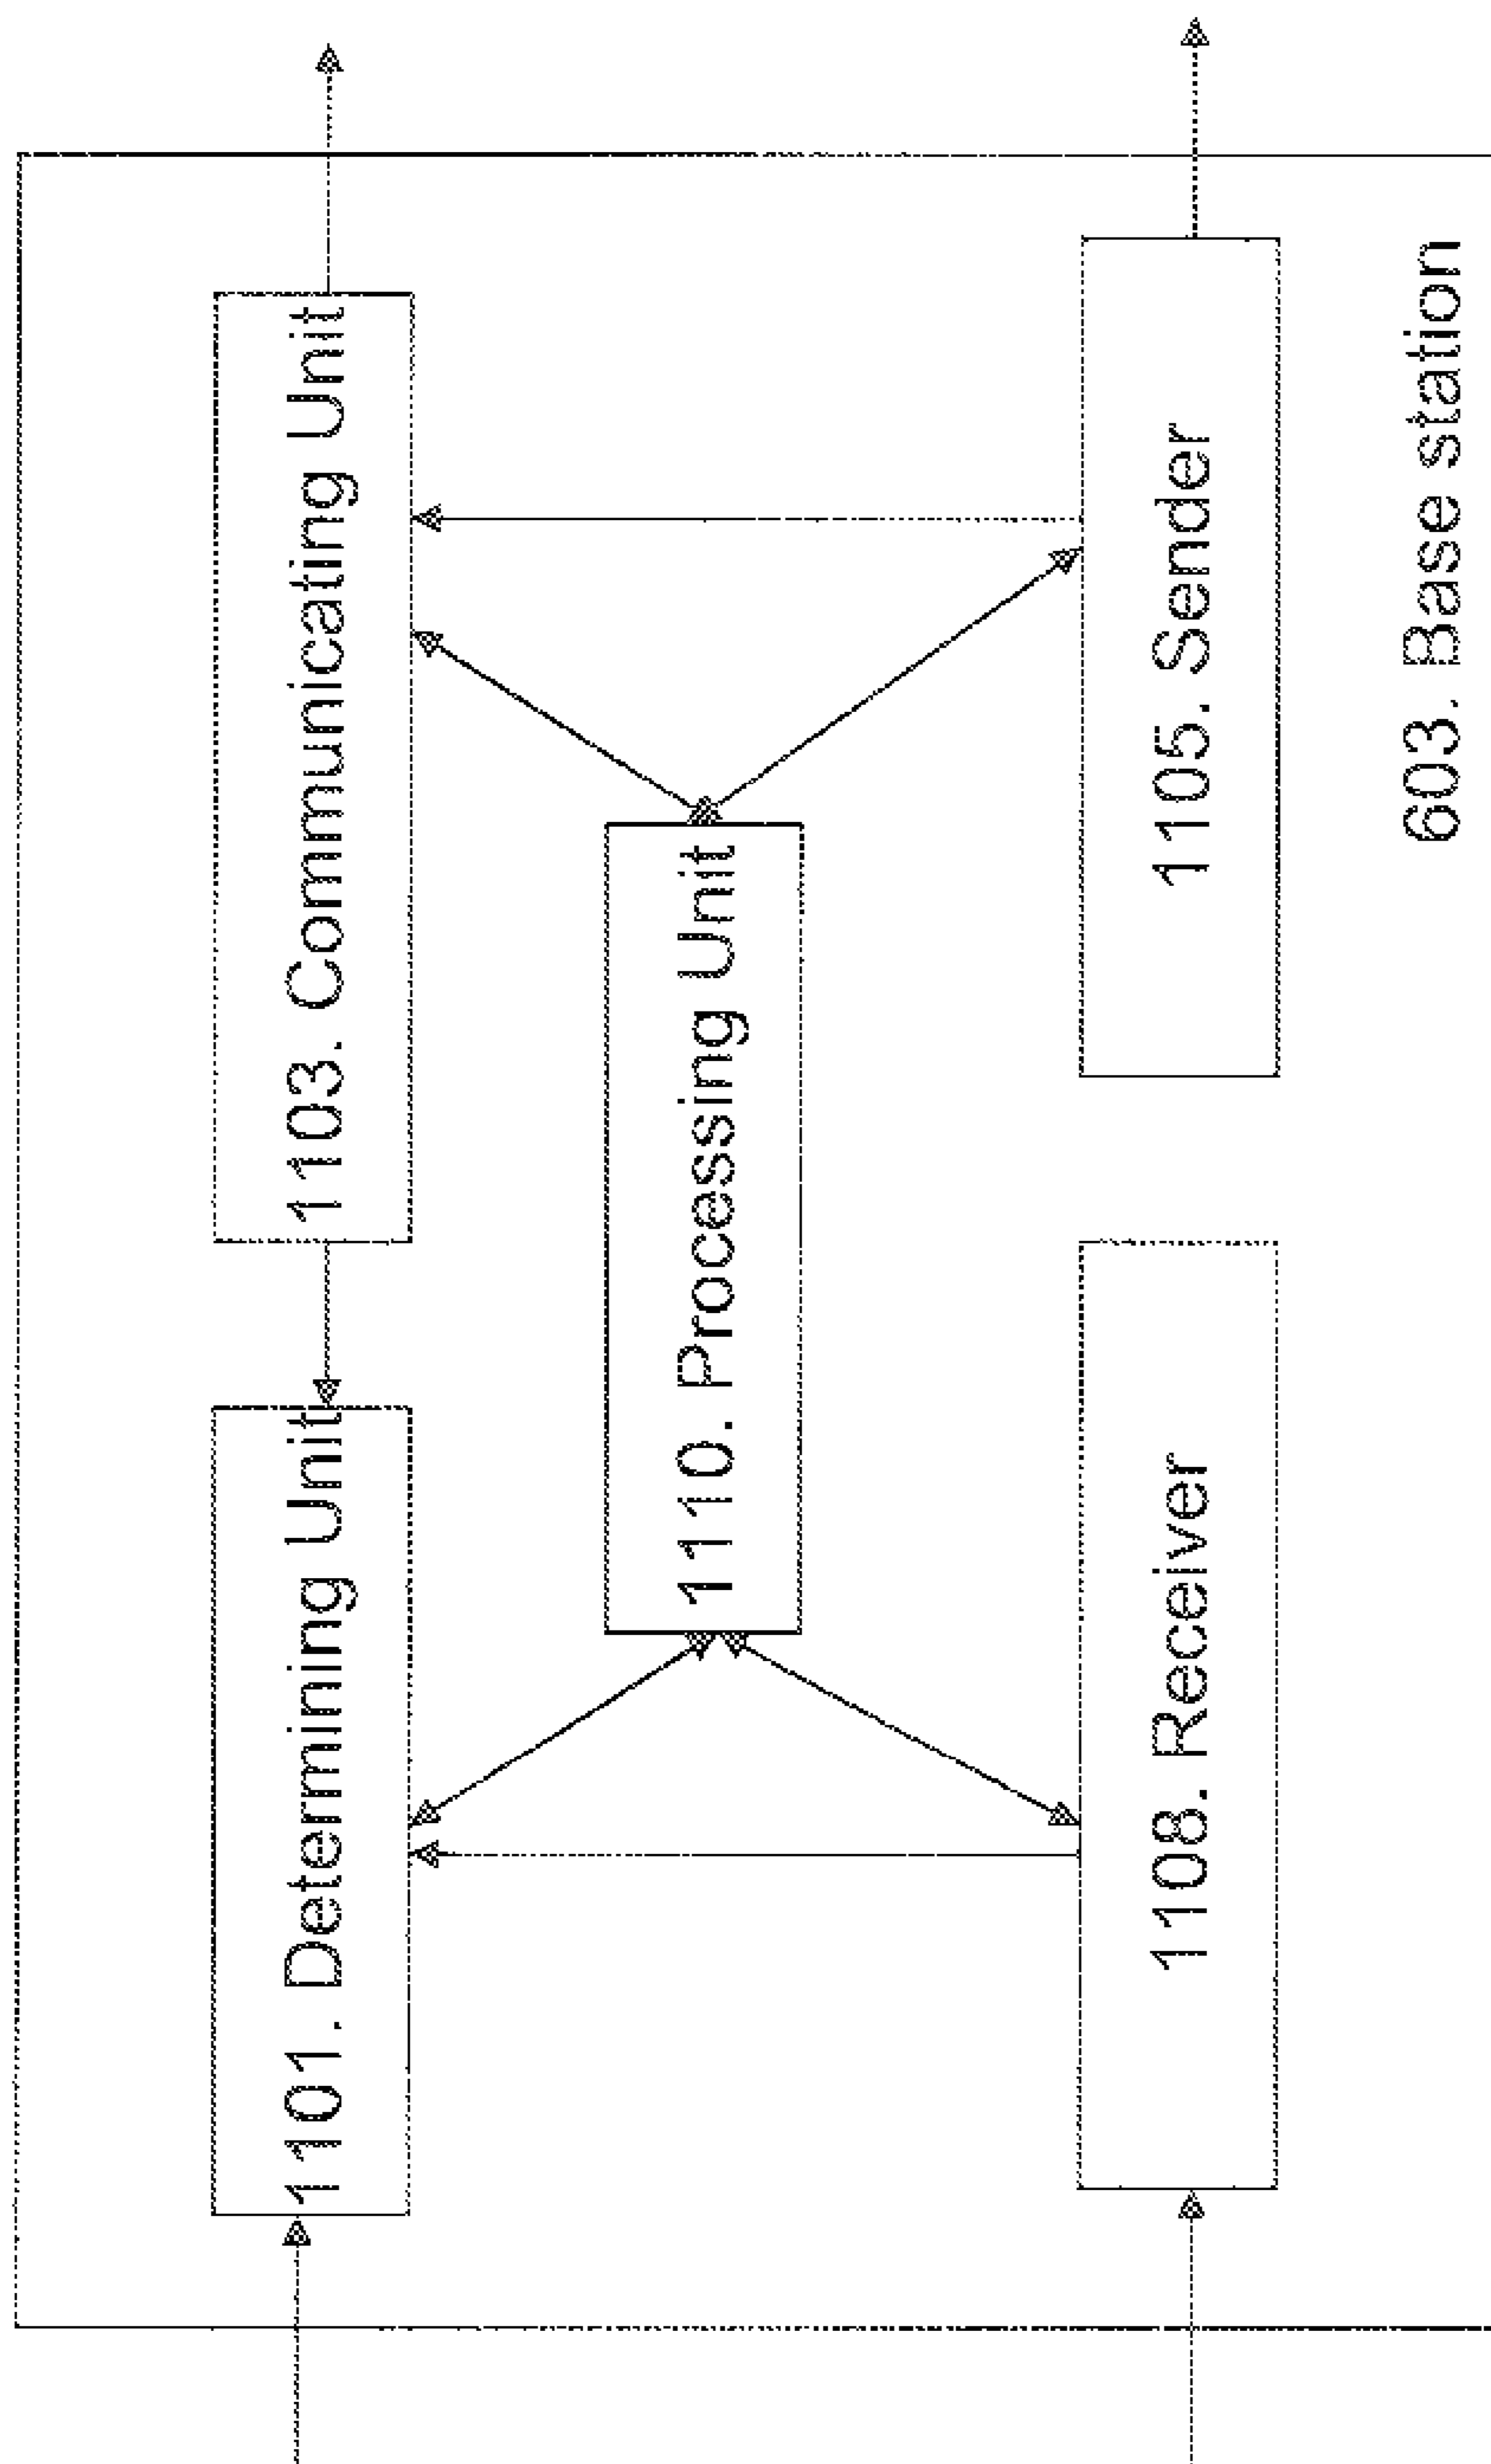 1101. Determining Unit
1103. Communicating Unit
1110. Processing Unit
1108. Receiver
1105. Sender
603. Base station